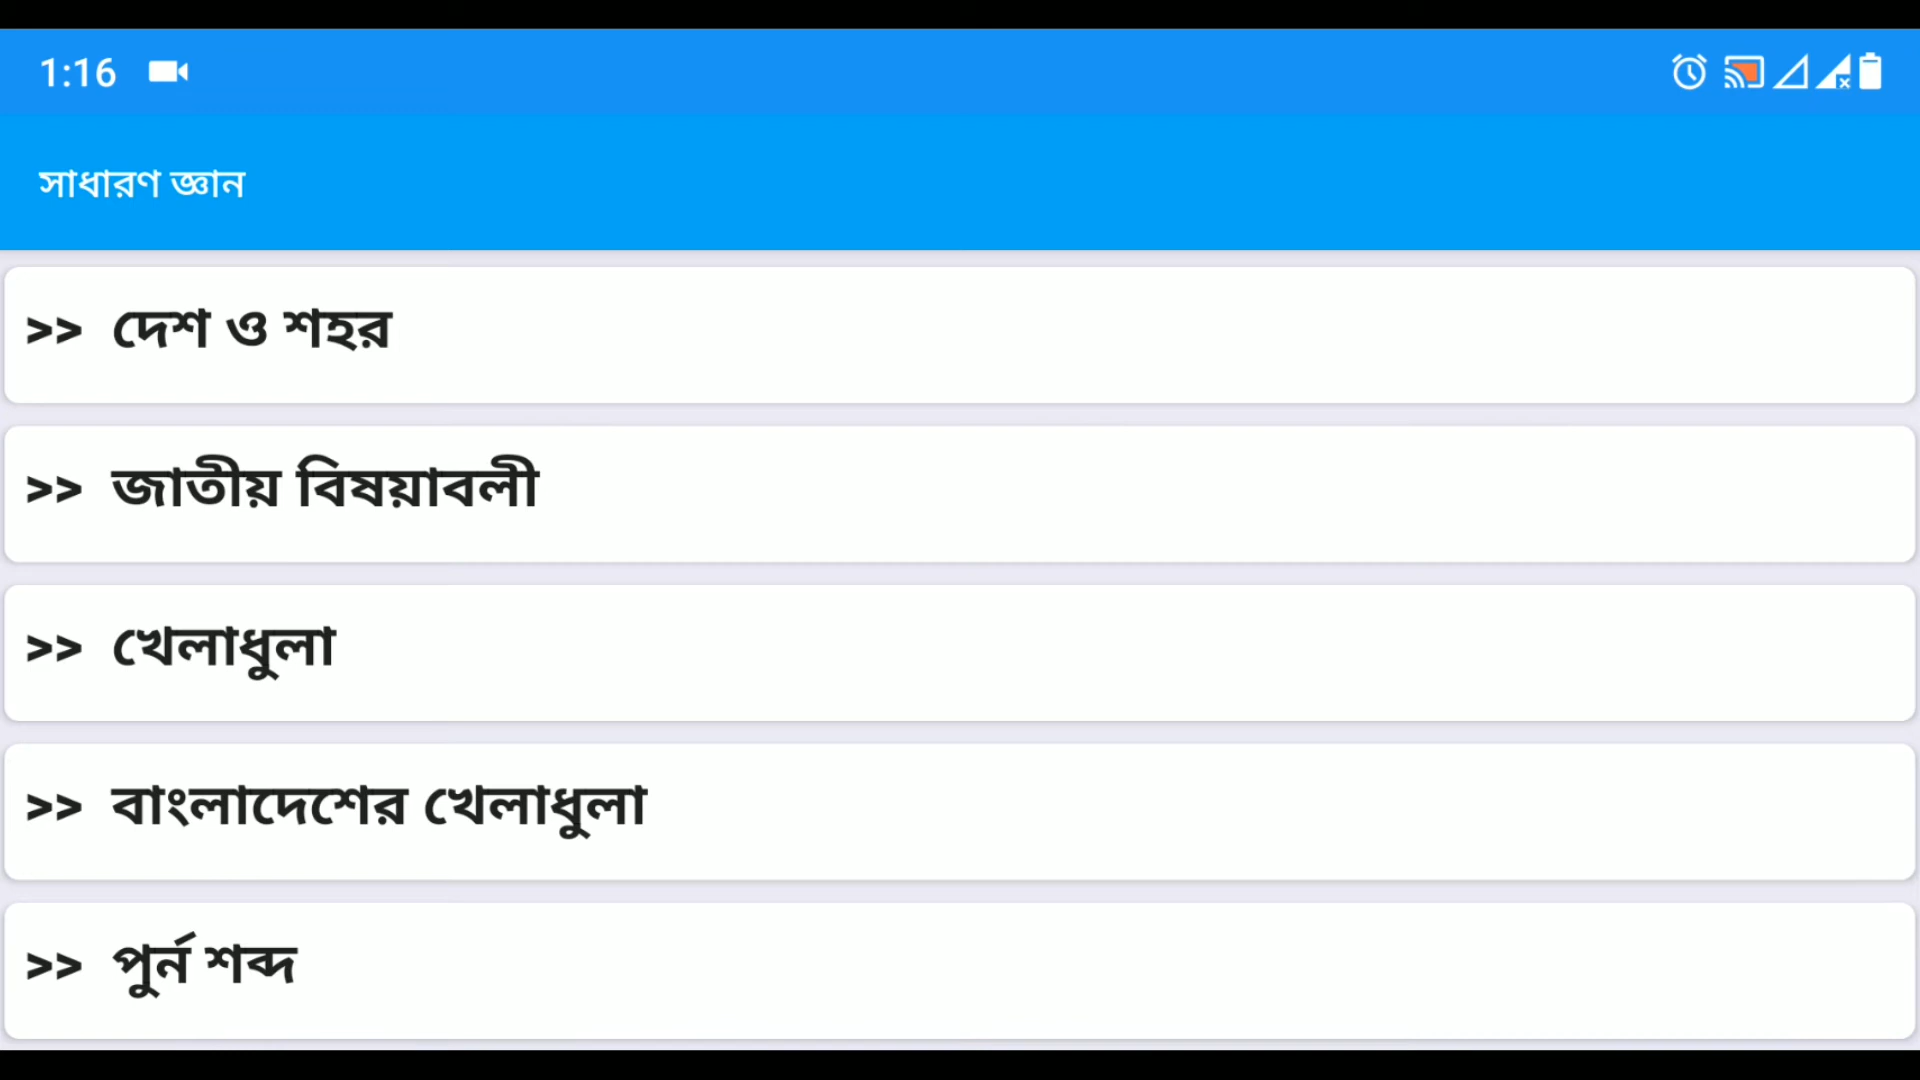 1:16
সাধারণ জ্ঞান
>> দেশ ও শহর
>> জাতীয় বিষয়াবলী
>> খেলাধুলা
>> বাংলাদেশের খেলাধুলা
>> পুর্ন শব্দ